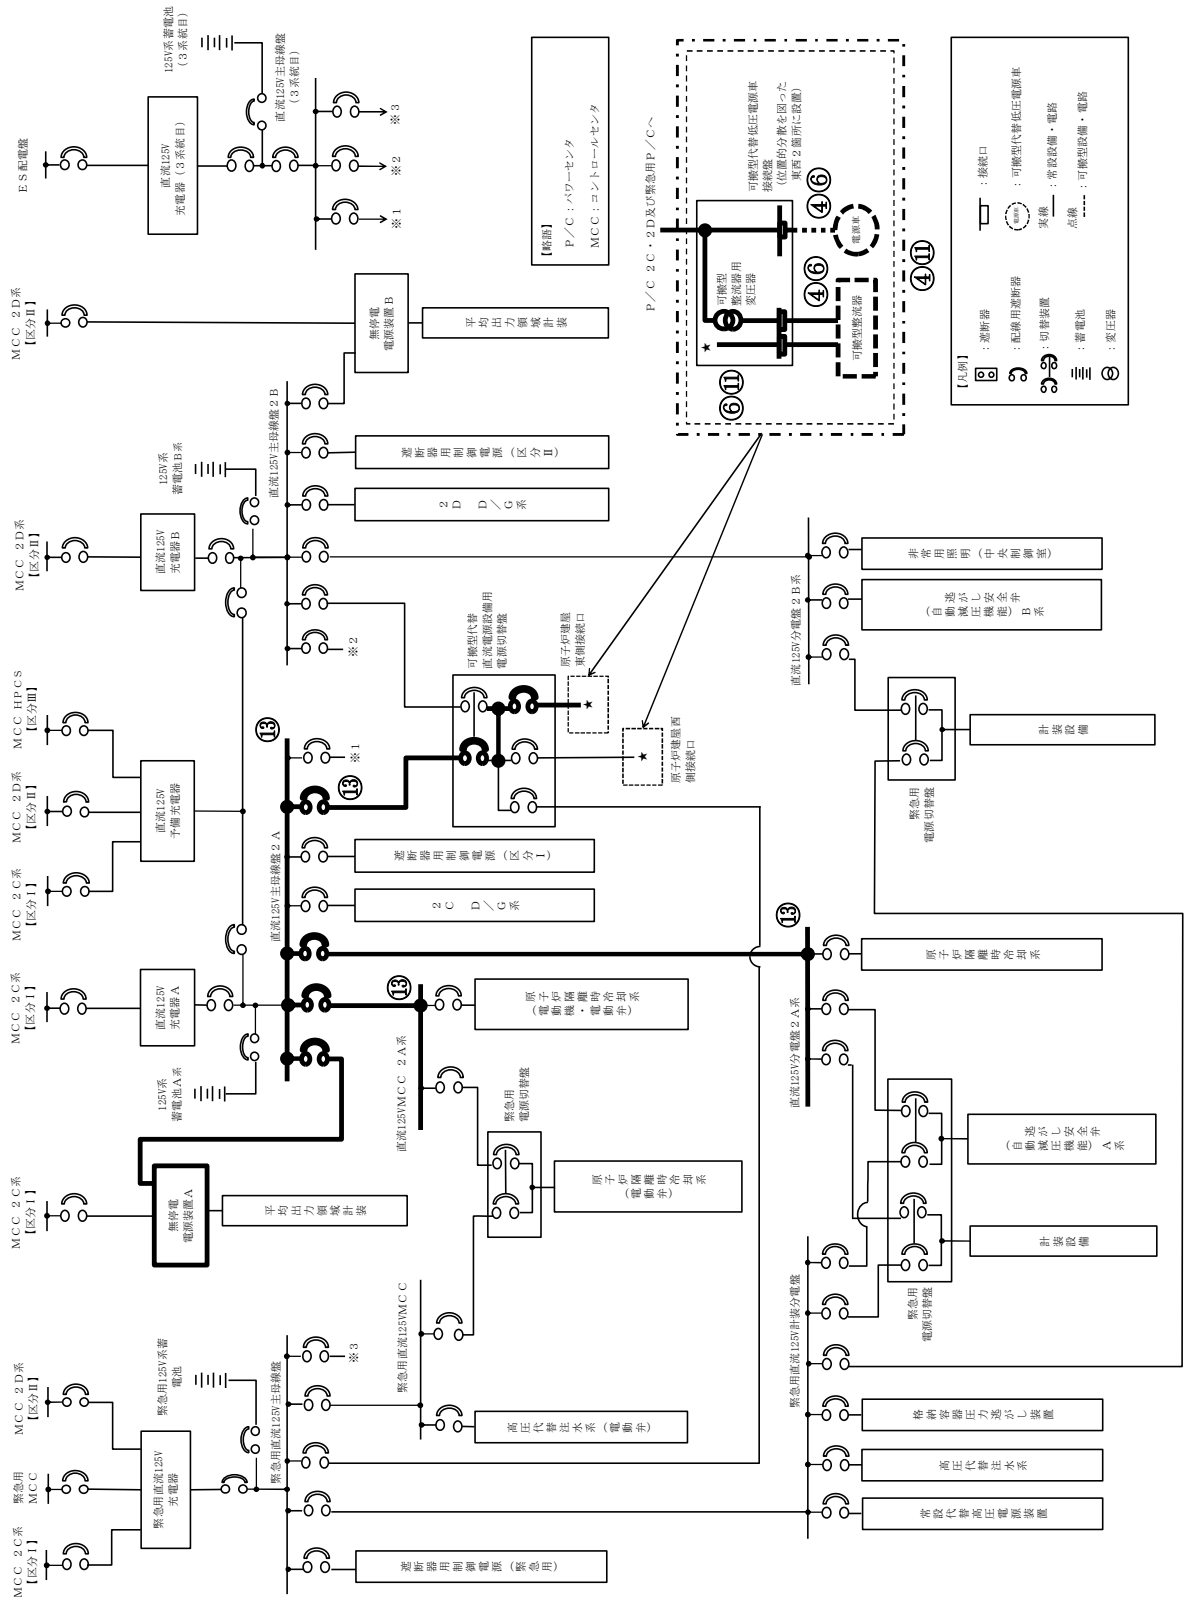 MCC 2C系
【区分Ⅰ】
緊急用
MCC
MCC 2D系
【区分Ⅱ】
MCC 2C系
【区分Ⅰ】
MCC 2C系
【区分Ⅰ】
MCC 2C系
【区分Ⅰ】
MCC 2D系
【区分Ⅱ】
MCC HPCS
【区分Ⅲ】
MCC 2D系
【区分Ⅱ】
MCC 2D系
【区分Ⅱ】
ES配電盤
緊急用直流125V
充電器
緊急用125V系蓄
電池
無停電
電源装置A
平均出力領域計装
125V系
蓄電池A系
直流125V
充電器A
直流125V
予備充電器
直流125V
充電器B
125V系
蓄電池B系
無停電
電源装置B
平均出力領域計装
直流125V
充電器(3系統目)
125V系蓄電池
(3系統目)
直流125V主母線盤
(3系統目)
※1
※2
※3
緊急用直流125V主母線盤
遮断器用制御電源(緊急用)
※3
直流125V主母線盤2A
⑬
2C D/G系
遮断器用制御電源(区分Ⅰ)
⑬
※1
直流125V主母線盤2B
※2
2D D/G系
遮断器用制御電源(区分Ⅱ)
緊急用直流125VMCC
高圧代替注水系(電動弁)
直流125VMCC 2A系
⑬
原子炉隔離時冷却系
(電動機・電動弁)
緊急用
電源切替盤
原子炉隔離時冷却系
(電動弁)
可搬型代替
直流電源設備用
電源切替盤
原子炉建屋西
側接続口
★
原子炉建屋
東側接続口
★
緊急用直流125V計装分電盤
常設代替高圧電源装置
高圧代替注水系
格納容器圧力逃がし装置
緊急用
電源切替盤
計装設備
逃がし安全弁
(自動減圧機能)A系
直流125V分電盤2A系
⑬
原子炉隔離時冷却系
緊急用
電源切替盤
計装設備
直流125V分電盤2B系
逃がし安全弁
(自動減圧機能)B系
非常用照明(中央制御室)
【略語】
P/C:パワーセンタ
MCC:コントロールセンタ
P/C 2C・2D及び緊急用P/Cへ
可搬型代替低圧電源車
接続盤
(位置的分散を図った
東西2箇所に設置)
可搬型
整流器用
変圧器
★
⑥⑪
④⑥
④⑥
可搬型整流器
電源車
④⑪
【凡例】
:遮断器
:配線用遮断器
:切替装置
:蓄電池
:変圧器
:接続口
電源車
:可搬型代替低圧電源車
実線
:常設設備・電路
点線
:可搬型設備・電路